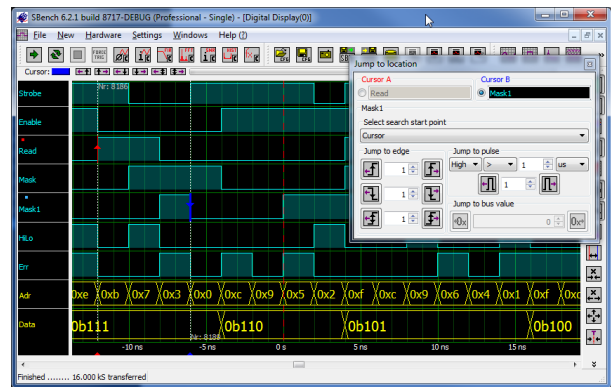 SBench 6.2.1 build 8717-DEBUG (Professional - Single) - [Digital Display(0)]
File New Hardware Settings Windows Help (?)
Cursor:
Jump to location
Cursor A Cursor B
Read Mask1
Mask1
Select search start point
Cursor
Jump to edge Jump to pulse
High > 1 us
1
1
1
1
Jump to bus value
0x 0 0x
Nr: 8186
Strobe
Enable
Read
Mask
Mask1
HiLo
Err
Adr 0xe 0xb 0x7 0x3 0x0 0xc 0x9 0x5 0x2 0xf 0xc 0x9 0x6 0x4 0x1 0xf 0xc
Data 0b111 0b110 0b101 0b100
-10 ns -5 ns 0 s 5 ns 10 ns 15 ns
Finished ........ 16.000 kS transferred